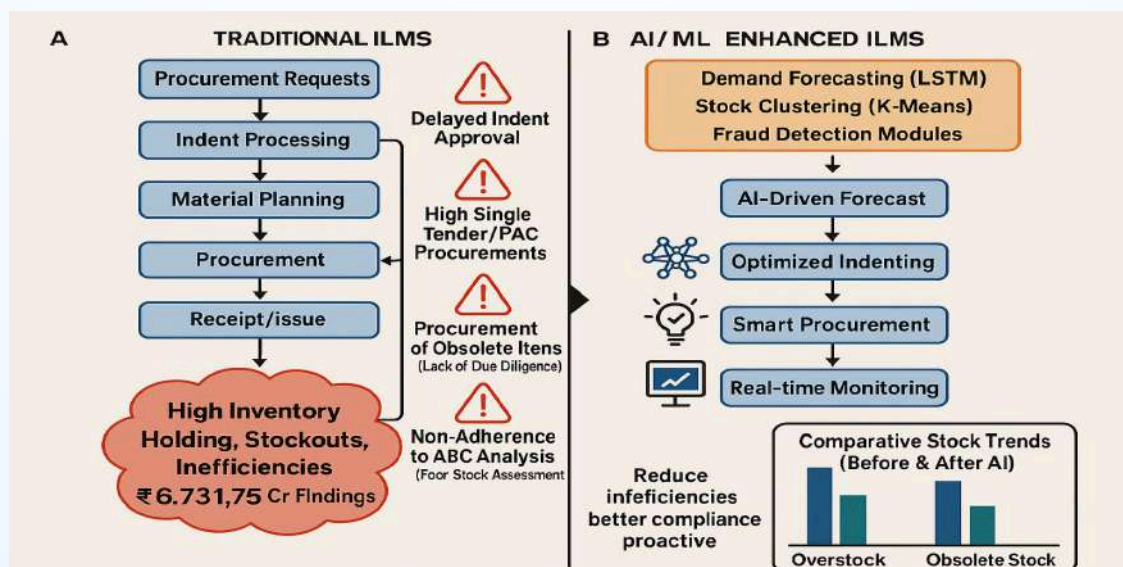 A TRADITIONNAL ILMS
Procurement Requests
Indent Processing
Material Planning
Procurement
Receipt/issue
High Inventory
Holding, Stockouts,
Inefficiencies
₹ 6.731,75 Cr FIndings
Delayed Indent
Approval
High Single
Tender/PAC
Procurements
Procurement
of Obsolete Itens
(Lack of Due Diligence)
Non-Adherence
to ABC Analysis
(Foor Stock Assessment
B AI/ML ENHANCED ILMS
Demand Forecasting (LSTM)
Stock Clustering (K-Means)
Fraud Detection Modules
AI-Driven Forecast
Optimized Indenting
Smart Procurement
Real-time Monitoring
Reduce
infeficiencies
better compliance
proactive
Comparative Stock Trends
(Before & After AI)
Overstock
Obsolete Stock